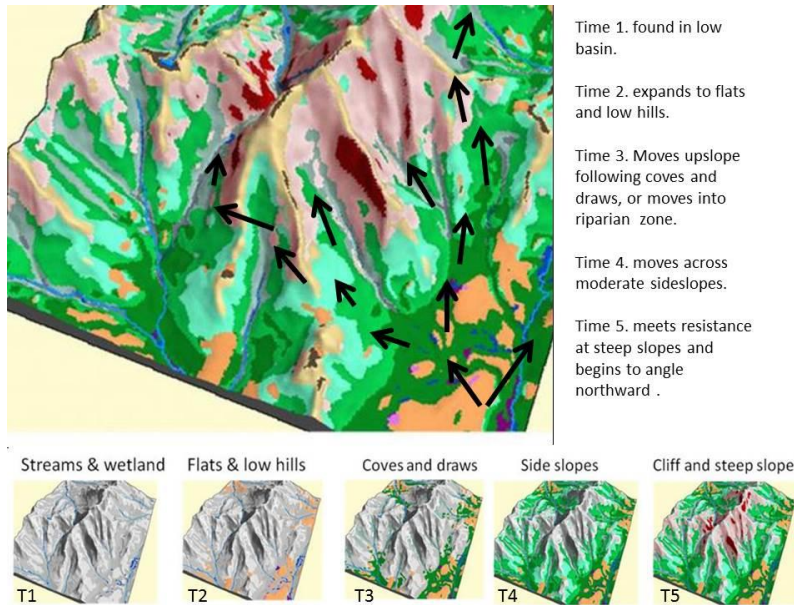 Time 1. found in low
basin.
Time 2. expands to flats
and low hills.
Time 3. Moves upslope
following coves and
draws, or moves into
riparian zone.
Time 4. moves across
moderate sideslopes.
Time 5. meets resistance
at steep slopes and
begins to angle
northward .
Streams & wetland
Flats & low hills
Coves and draws
Side slopes
Cliff and steep slope
T1
T2
T3
T4
T5